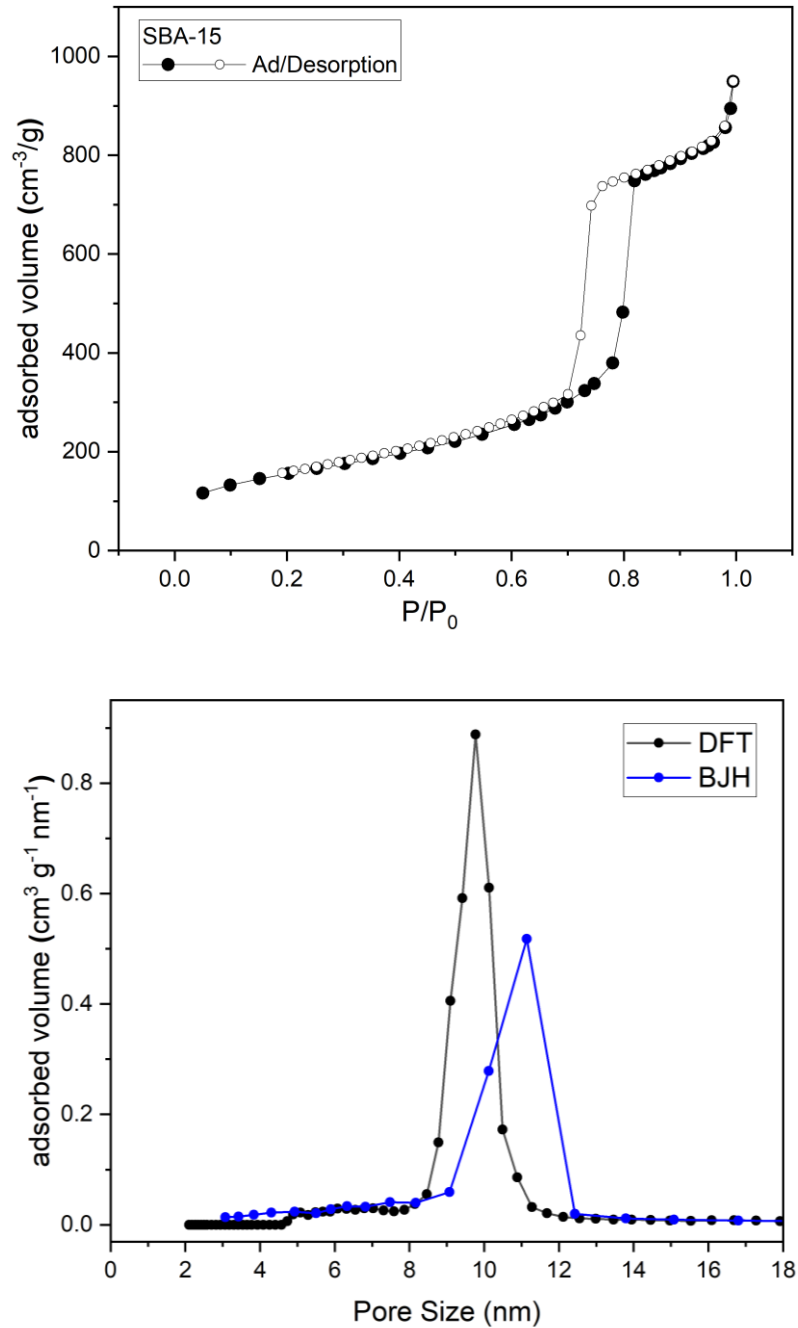 SBA-15
Ad/Desorption
adsorbed volume (cm⁻³/g)
1000
800
600
400
200
0
0.0 0.2 0.4 0.6 0.8 1.0
P/P₀
DFT
BJH
adsorbed volume (cm³ g⁻¹ nm⁻¹)
0.8
0.6
0.4
0.2
0.0
0 2 4 6 8 10 12 14 16 18
Pore Size (nm)